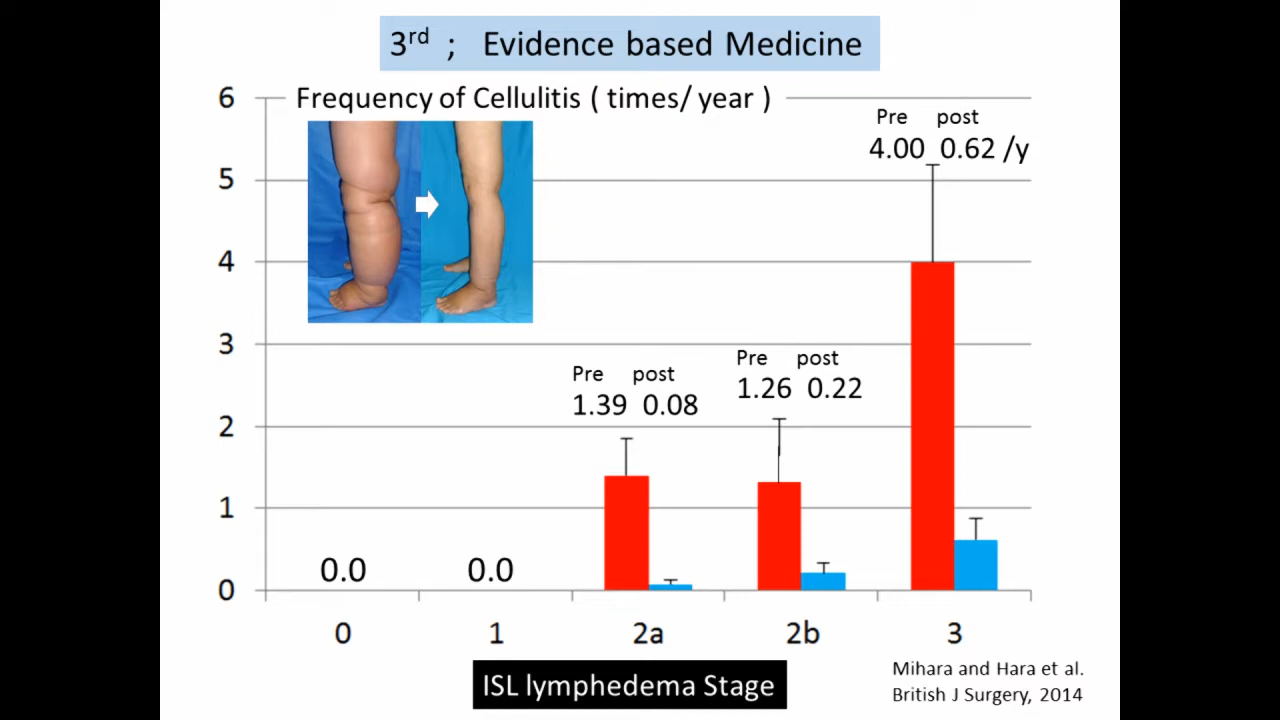 3rd ; Evidence based Medicine
Frequency of Cellulitis ( times/ year )
6
5
4
3
2
1
0
Pre post
4.00 0.62 /y
Pre post
1.26 0.22
Pre post
1.39 0.08
0.0 0.0
0 1 2a 2b 3
ISL lymphedema Stage
Mihara and Hara et al.
British J Surgery, 2014